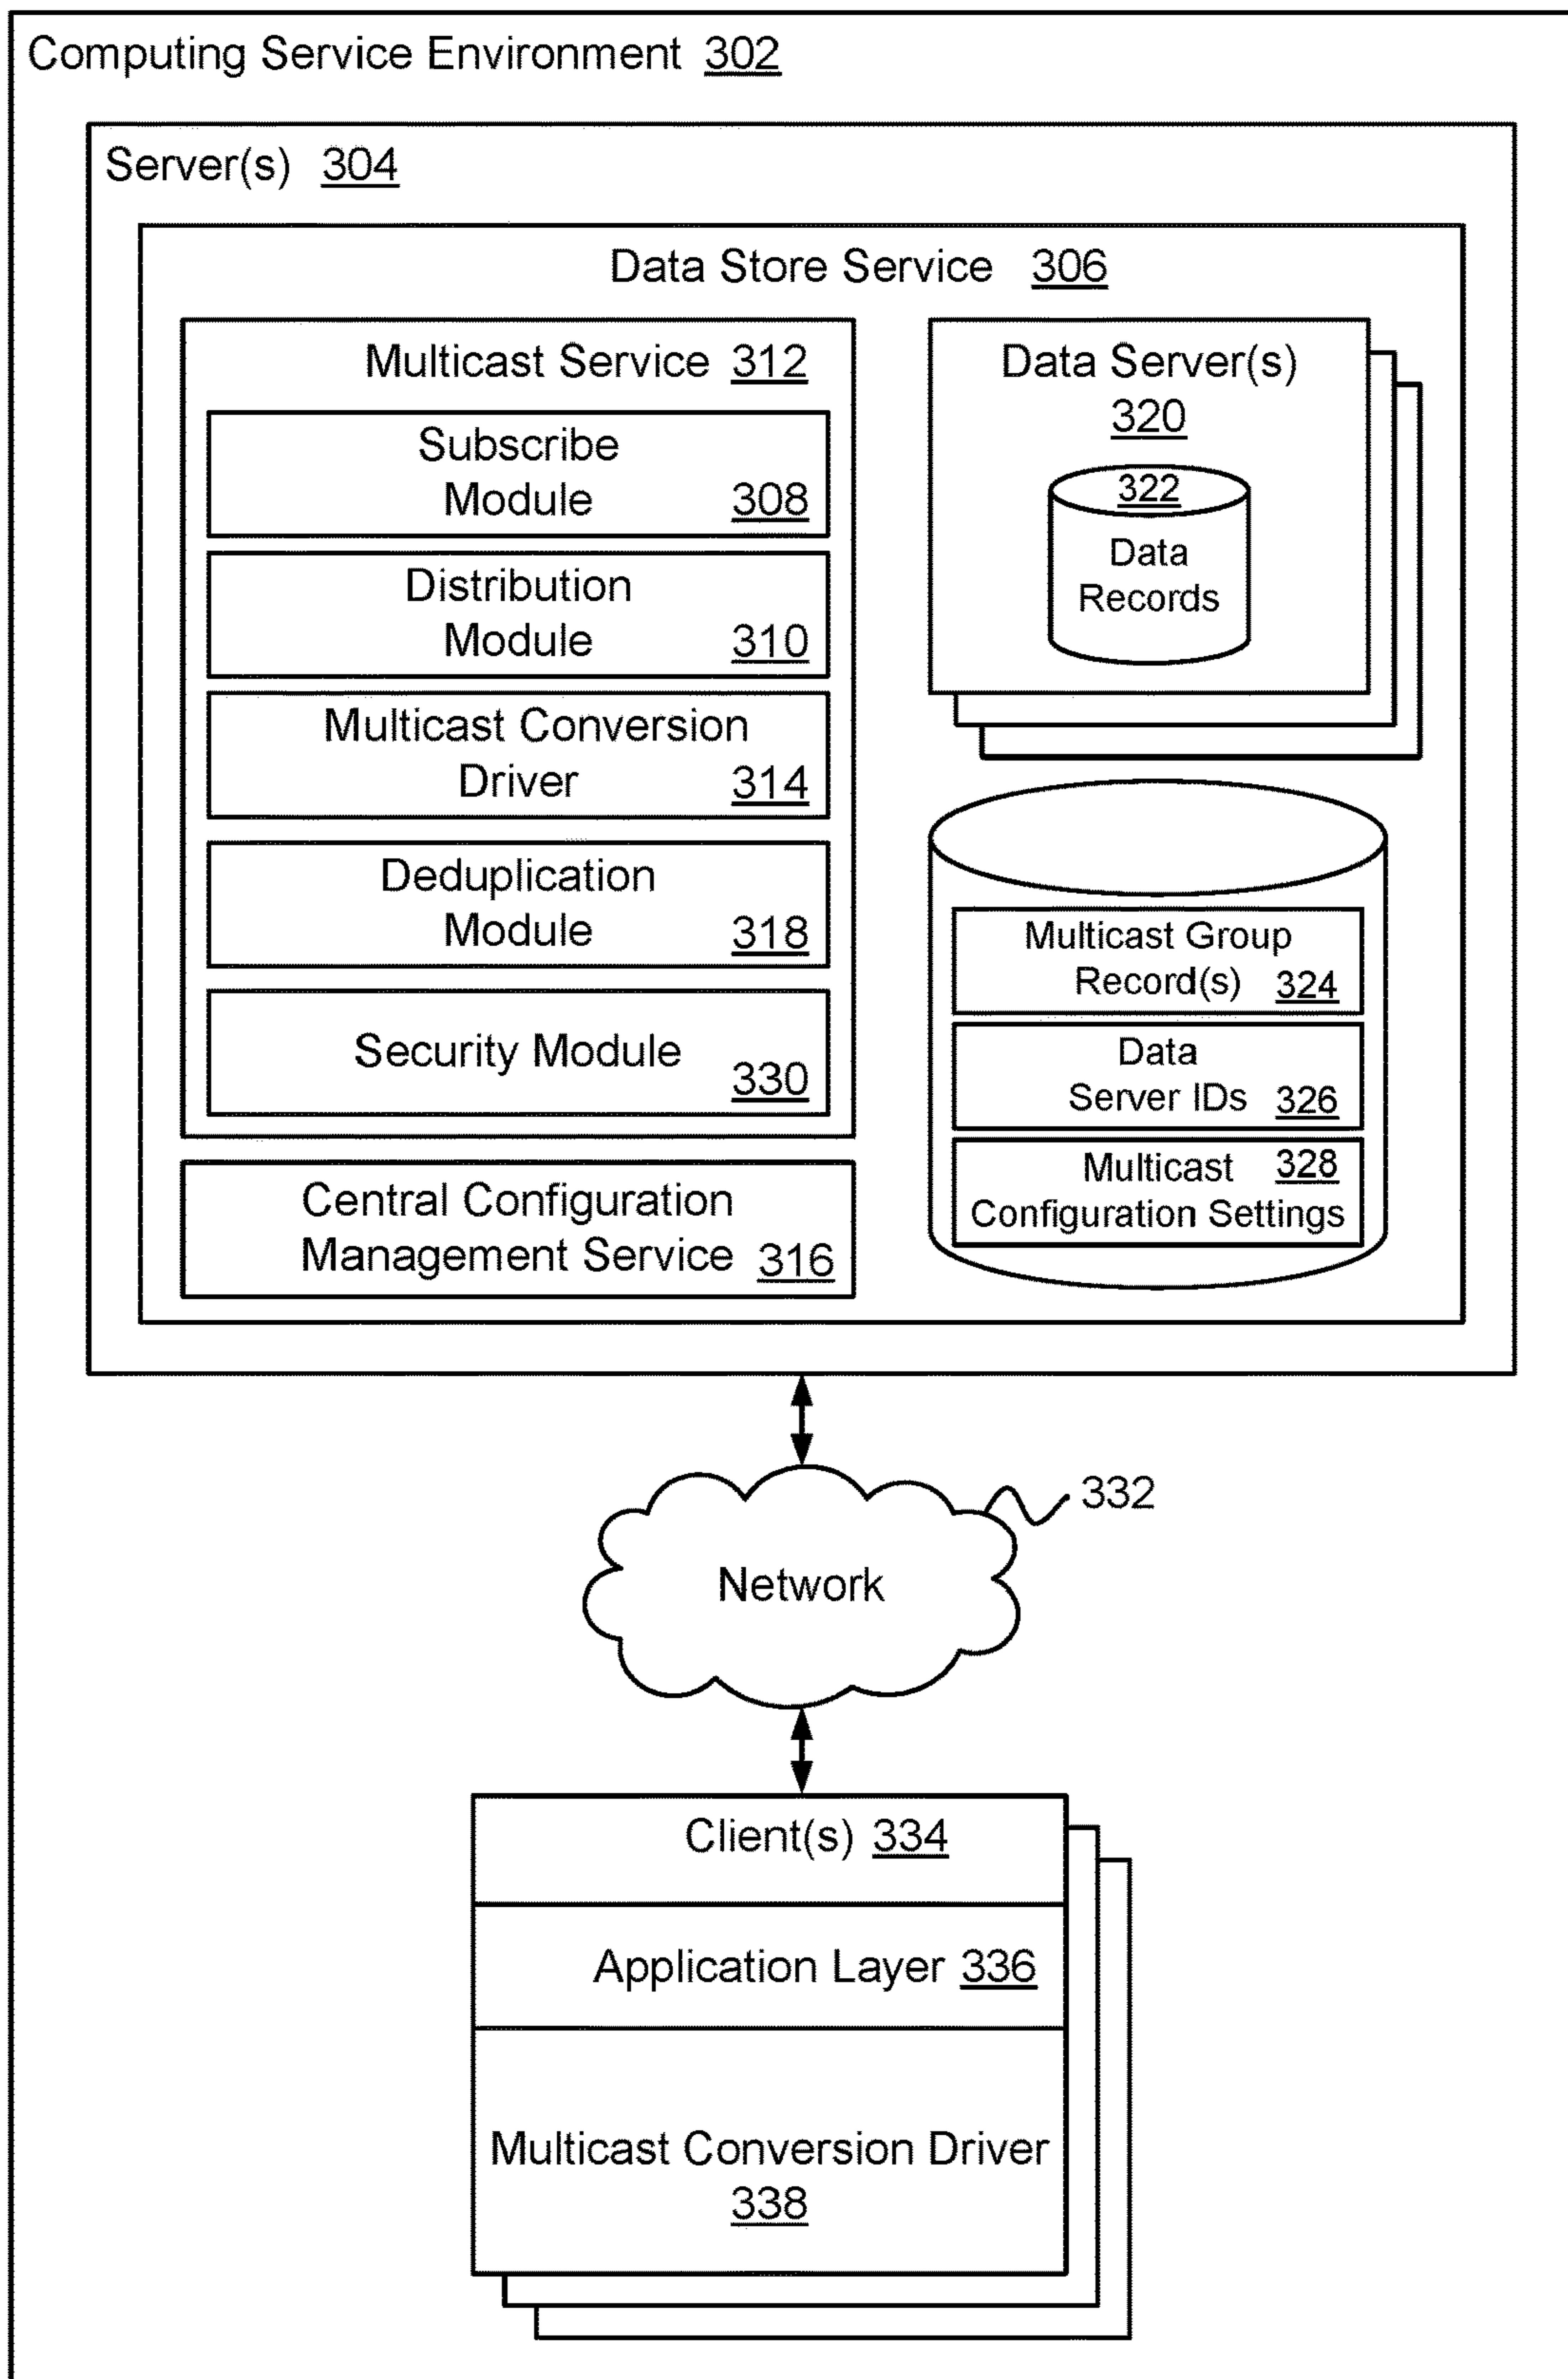 Computing Service Environment 302
Server(s) 304
Data Store Service 306
Multicast Service 312
Subscribe
Module 308
Distribution
Module 310
Multicast Conversion
Driver 314
Deduplication
Module 318
Security Module 330
Central Configuration
Management Service 316
Data Server(s)
320
322
Data
Records
Multicast Group
Record(s) 324
Data
Server IDs 326
Multicast 328
Configuration Settings
332
Network
Client(s) 334
Application Layer 336
Multicast Conversion Driver
338